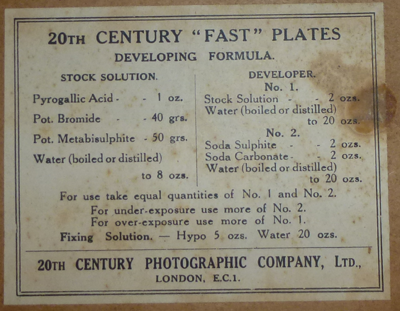 20TH CENTURY "FAST" PLATES
DEVELOPING FORMULA.
STOCK SOLUTION.
Pyrogallic Acid - - 1 oz.
Pot. Bromide - - 40 grs.
Pot. Metabisulphite - 50 grs.
Water (boiled or distilled)
to 8 ozs.
DEVELOPER.
No. 1.
Stock Solution - - 2 ozs.
Water (boiled or distilled)
to 20 ozs.
No. 2.
Soda Sulphite - - 2 ozs.
Soda Carbonate - - 2 ozs.
Water (boiled or distilled)
to 20 ozs.
For use take equal quantities of No. 1 and No. 2.
For under-exposure use more of No. 2.
For over-exposure use more of No. 1.
Fixing Solution. — Hypo 5 ozs. Water 20 ozs.
20TH CENTURY PHOTOGRAPHIC COMPANY, LTD.,
LONDON, E.C.1.